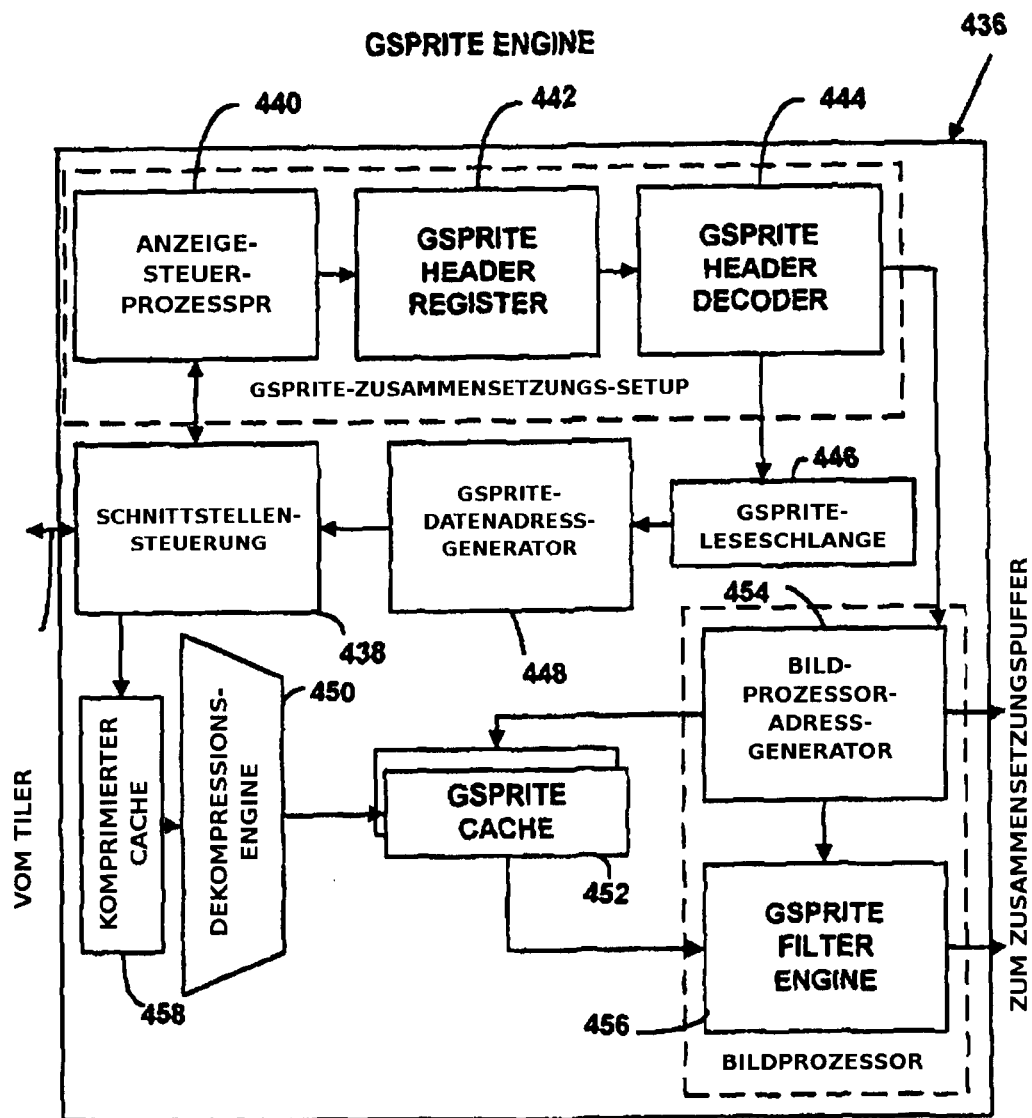 GSPRITE ENGINE
436
440
442
444
ANZEIGE-
STEUER-
PROZESSPR
GSPRITE
HEADER
REGISTER
GSPRITE
HEADER
DECODER
GSPRITE-ZUSAMMENSETZUNGS-SETUP
446
SCHNITTSTELLEN-
STEUERUNG
GSPRITE-
DATENADRESS-
GENERATOR
GSPRITE-
LESESCHLANGE
438
448
454
450
VOM TILER
KOMPRIMIERTER
CACHE
DEKOMPRESSIONS-
ENGINE
GSPRITE
CACHE
452
BILD-
PROZESSOR-
ADRESS-
GENERATOR
GSPRITE
FILTER
ENGINE
458
456
BILDPROZESSOR
ZUM ZUSAMMENSETZUNGSPUFFER